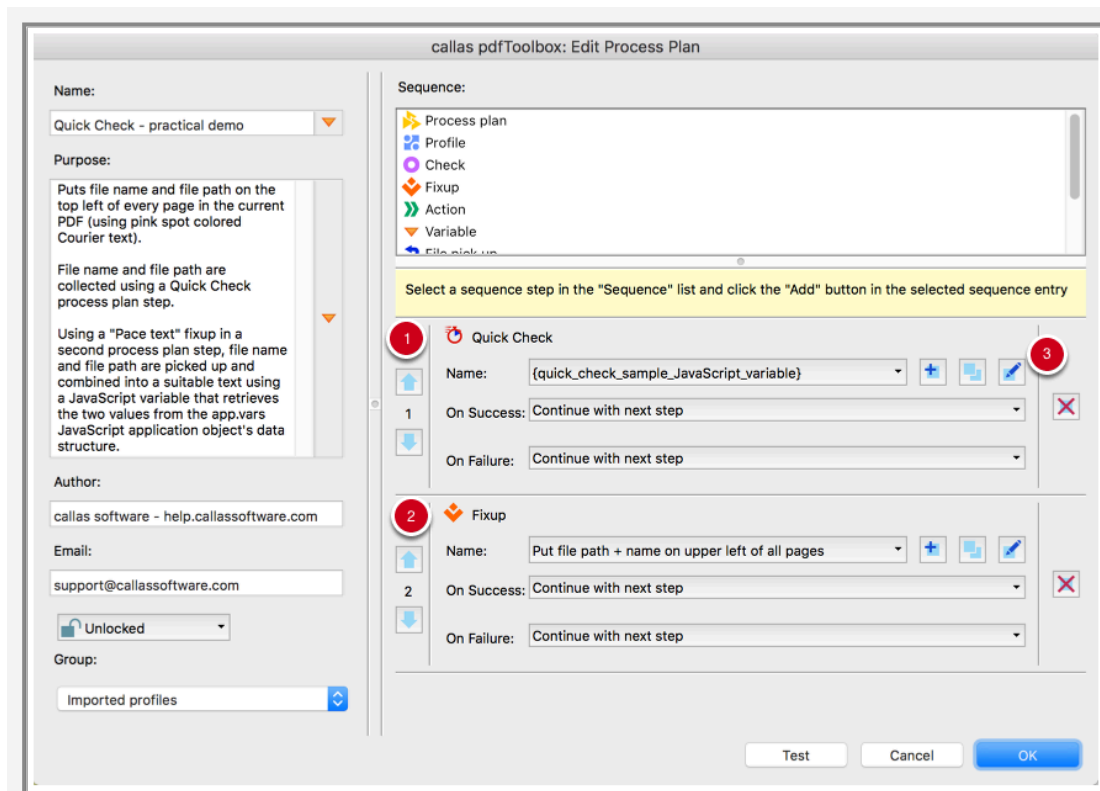 callas pdfToolbox: Edit Process Plan
Name:
Quick Check - practical demo
Purpose:
Puts file name and file path on the
top left of every page in the current
PDF (using pink spot colored
Courier text).
File name and file path are
collected using a Quick Check
process plan step.
Using a "Pace text" fixup in a
second process plan step, file name
and file path are picked up and
combined into a suitable text using
a JavaScript variable that retrieves
the two values from the app.vars
JavaScript application object's data
structure.
Author:
callas software - help.callassoftware.com
Email:
support@callassoftware.com
Unlocked
Group:
Imported profiles
Sequence:
Process plan
Profile
Check
Fixup
Action
Variable
File pick-up
Select a sequence step in the "Sequence" list and click the "Add" button in the selected sequence entry
1
Quick Check
3
Name: {quick_check_sample_JavaScript_variable}
1
On Success: Continue with next step
On Failure: Continue with next step
2
Fixup
Name: Put file path + name on upper left of all pages
2
On Success: Continue with next step
On Failure: Continue with next step
Test
Cancel
OK